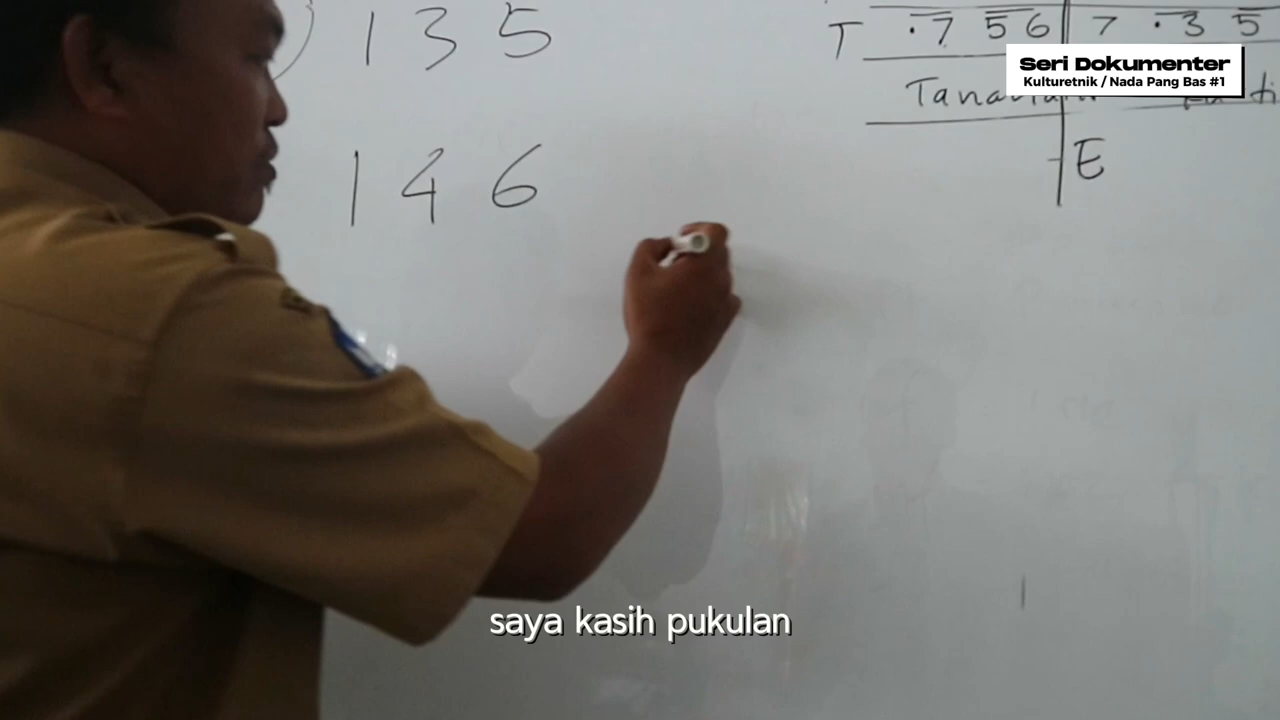 ) 1 3 5
T .7 5 6 | 7 .3 5
Seri Dokumenter
Kulturetnik / Nada Pang Bas #1
1 4 6
E
saya kasih pukulan